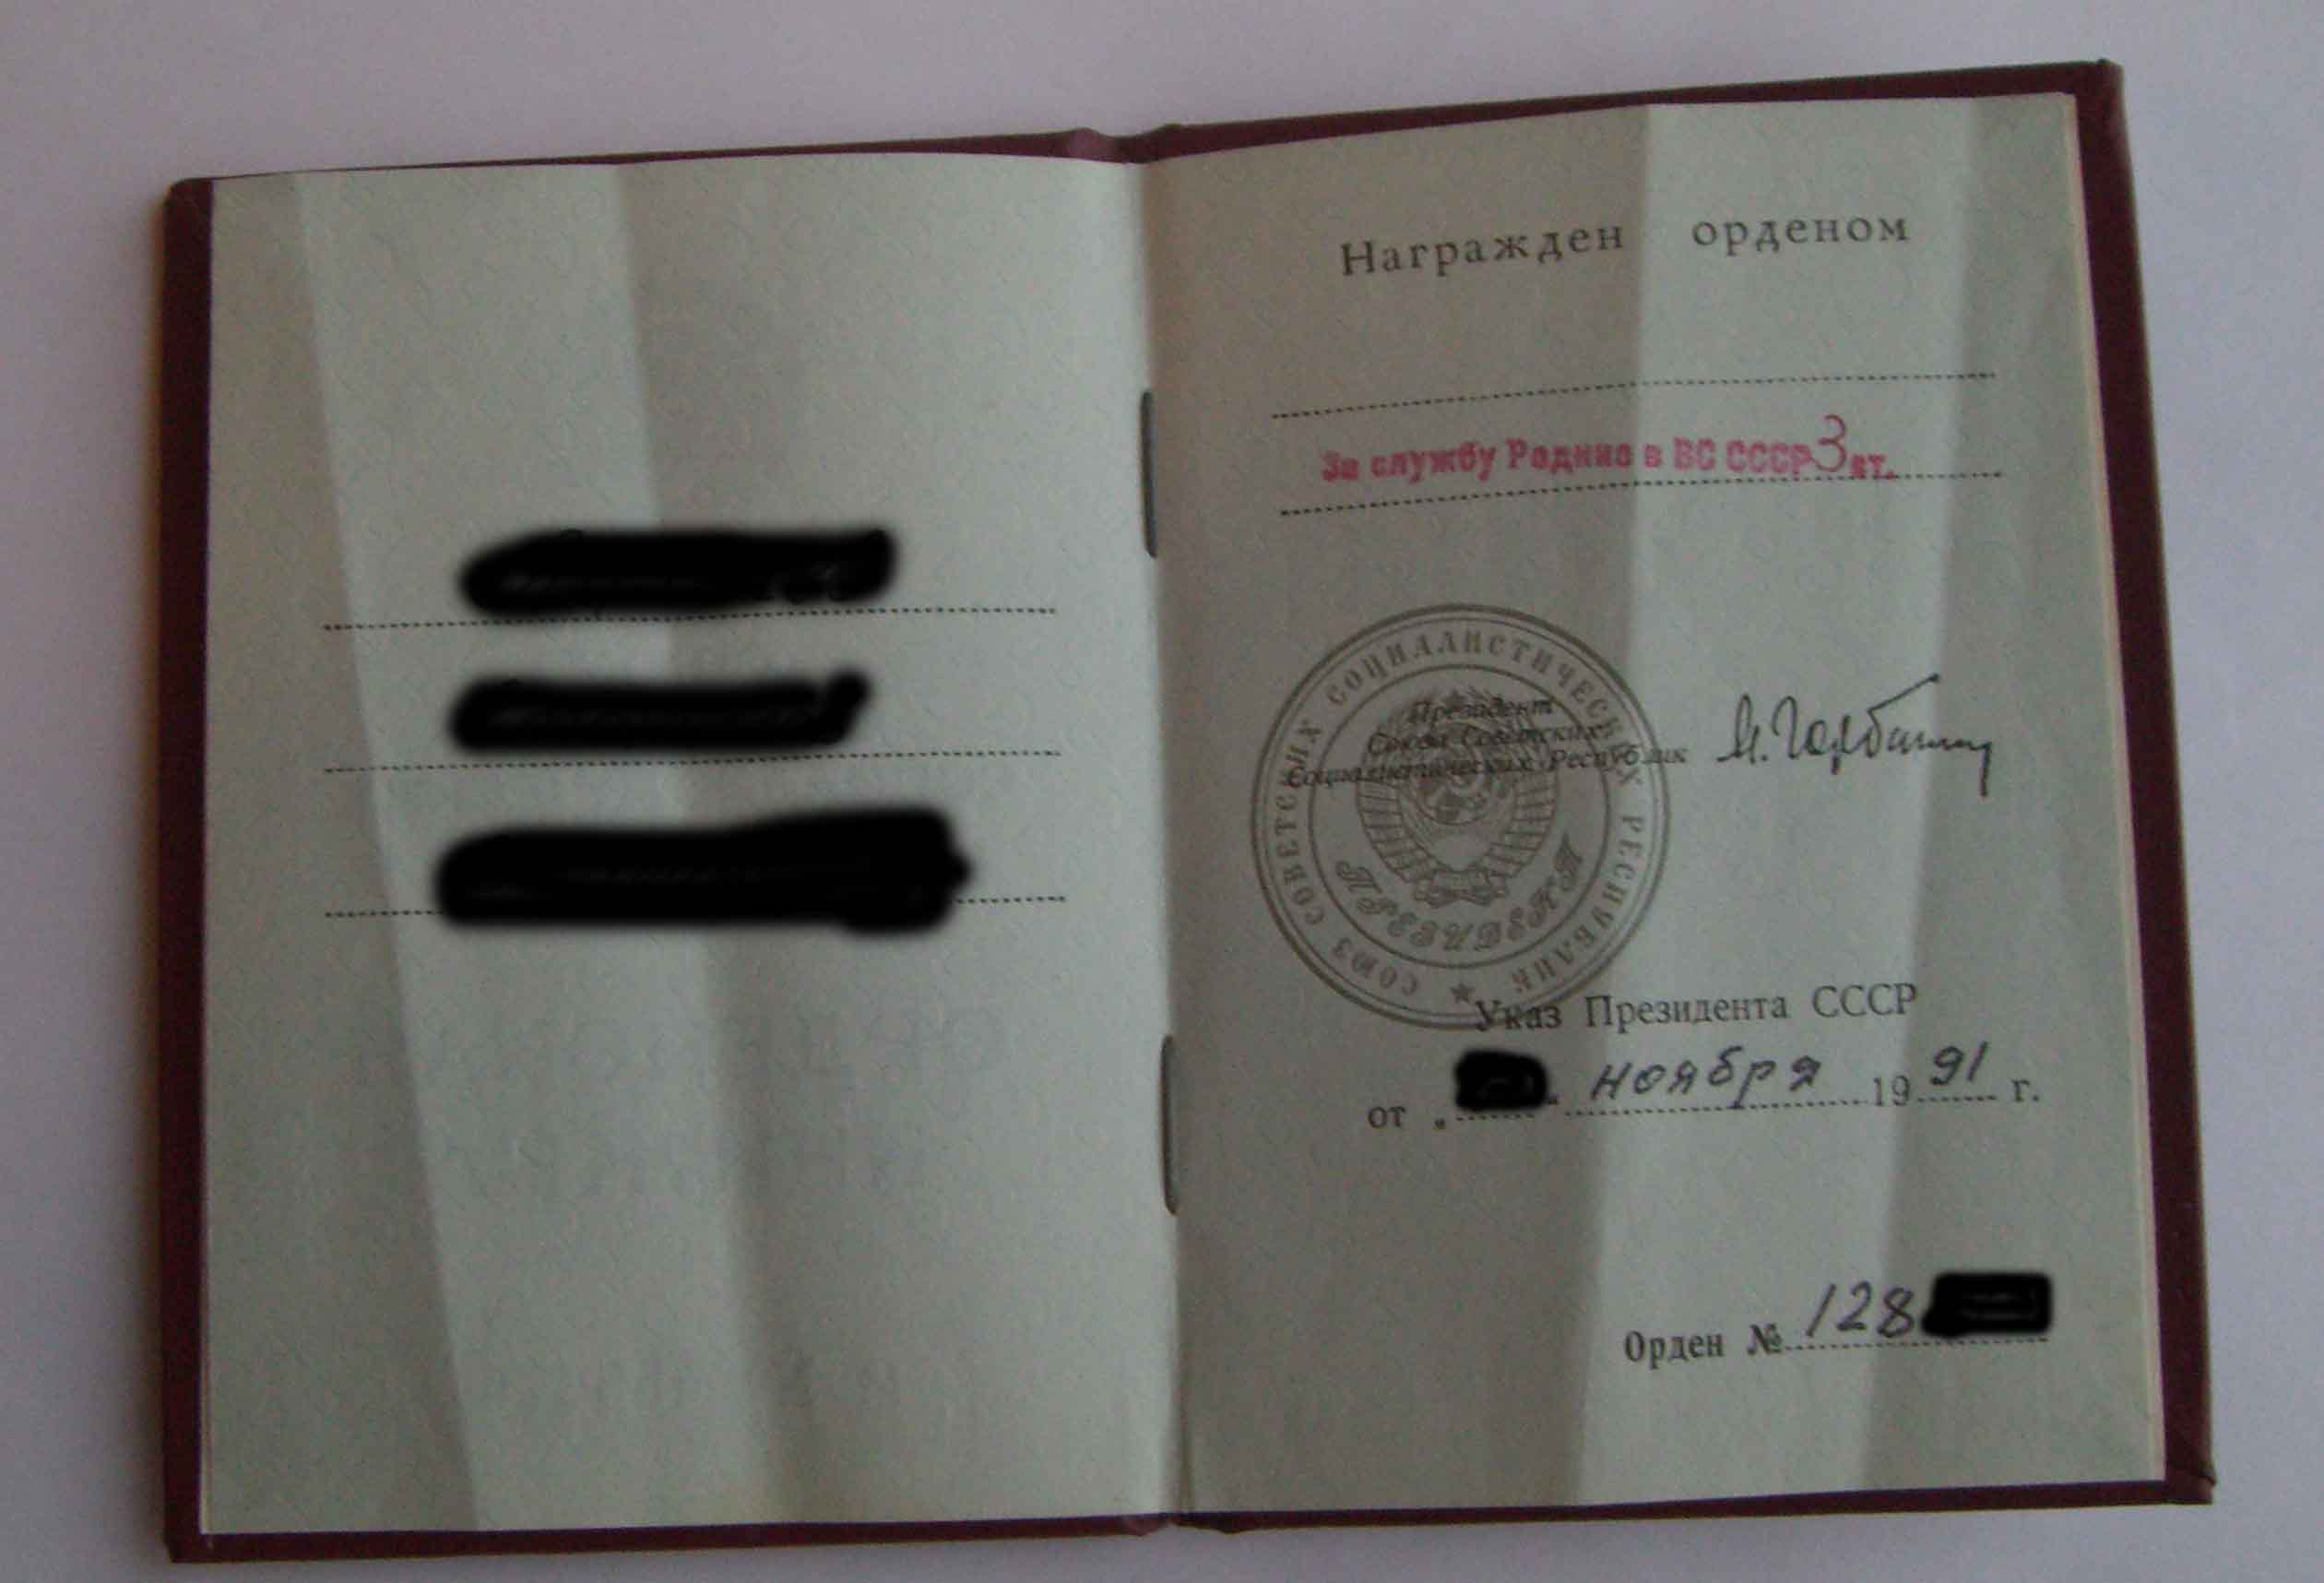 Награжден орденом
За службу Родине в ВС СССР 3 ст.
СОЮЗ СОВЕТСКИХ СОЦИАЛИСТИЧЕСКИХ РЕСПУБЛИК
ПРЕЗИДЕНТ
Президент
Союза Советских
Социалистических Республик
М. Горбачев
Указ Президента СССР
от „ ноября 1991 г.
Орден № 128